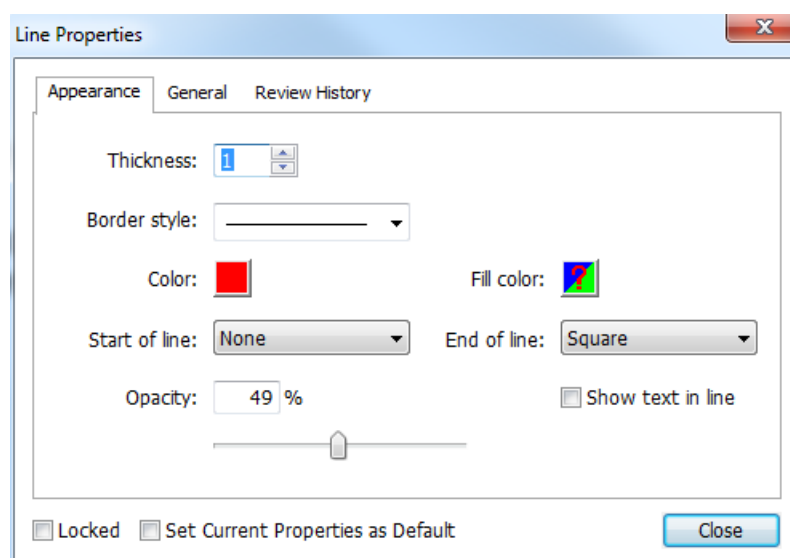 Line Properties
X
Appearance General Review History
Thickness: 1
Border style:
Color: Fill color: ?
Start of line: None End of line: Square
Opacity: 49 % Show text in line
Locked Set Current Properties as Default Close